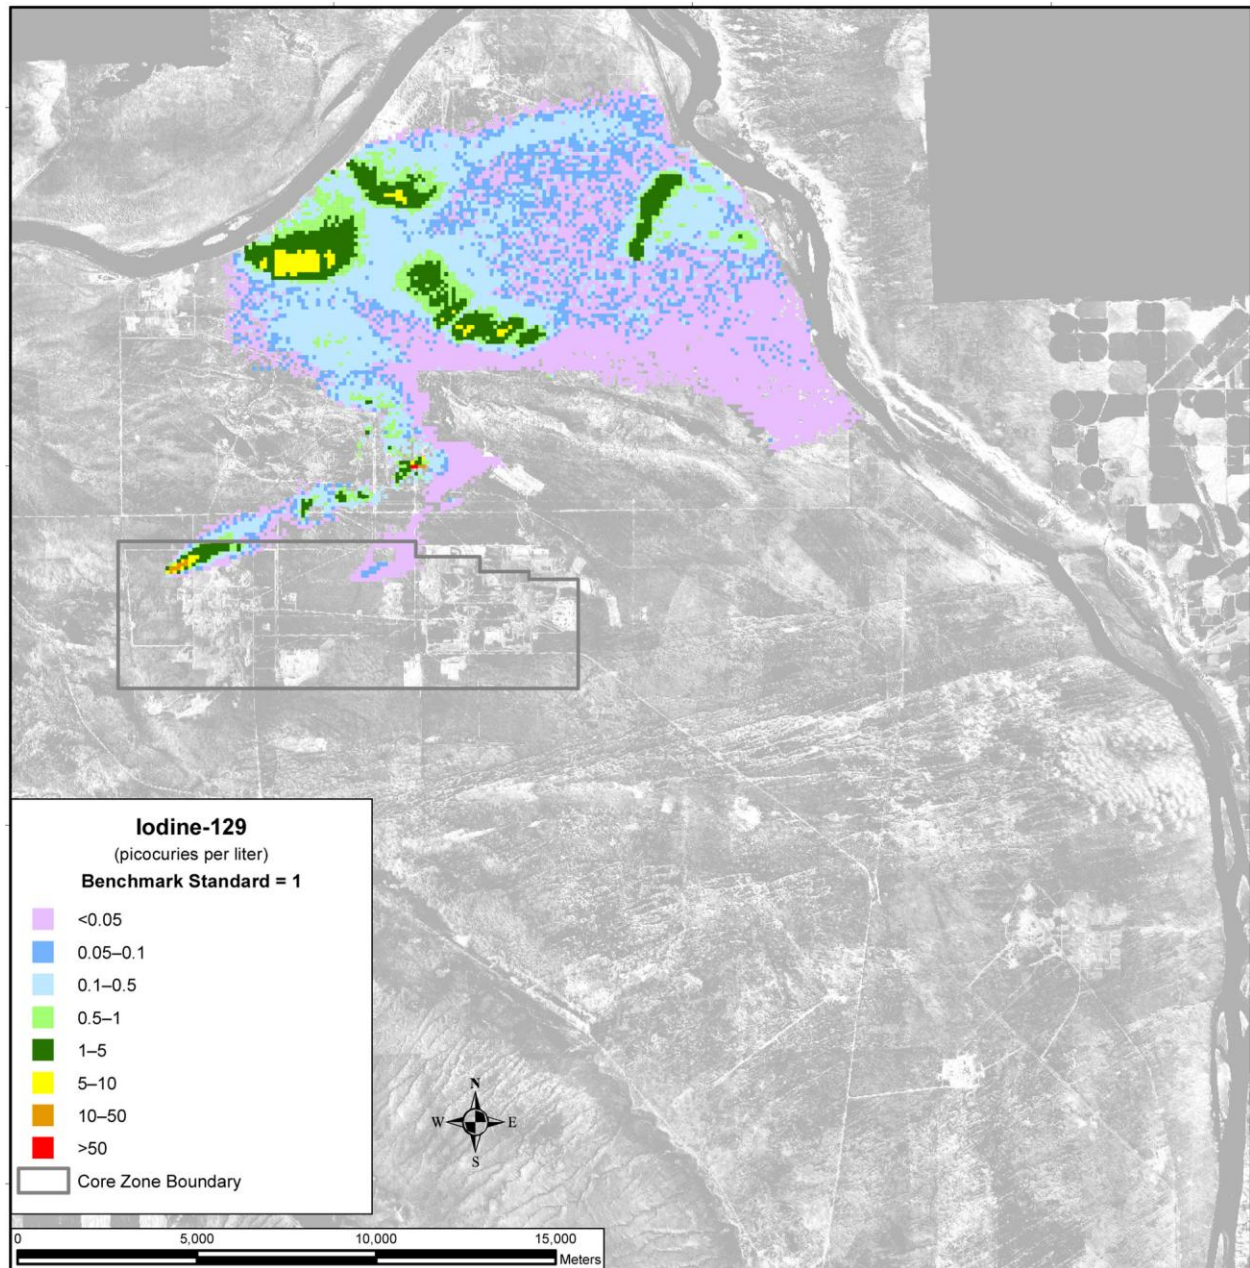 Iodine-129
(picocuries per liter)
Benchmark Standard = 1
<0.05
0.05–0.1
0.1–0.5
0.5–1
1–5
5–10
10–50
>50
Core Zone Boundary
N
W E
S
0 5,000 10,000 15,000
Meters